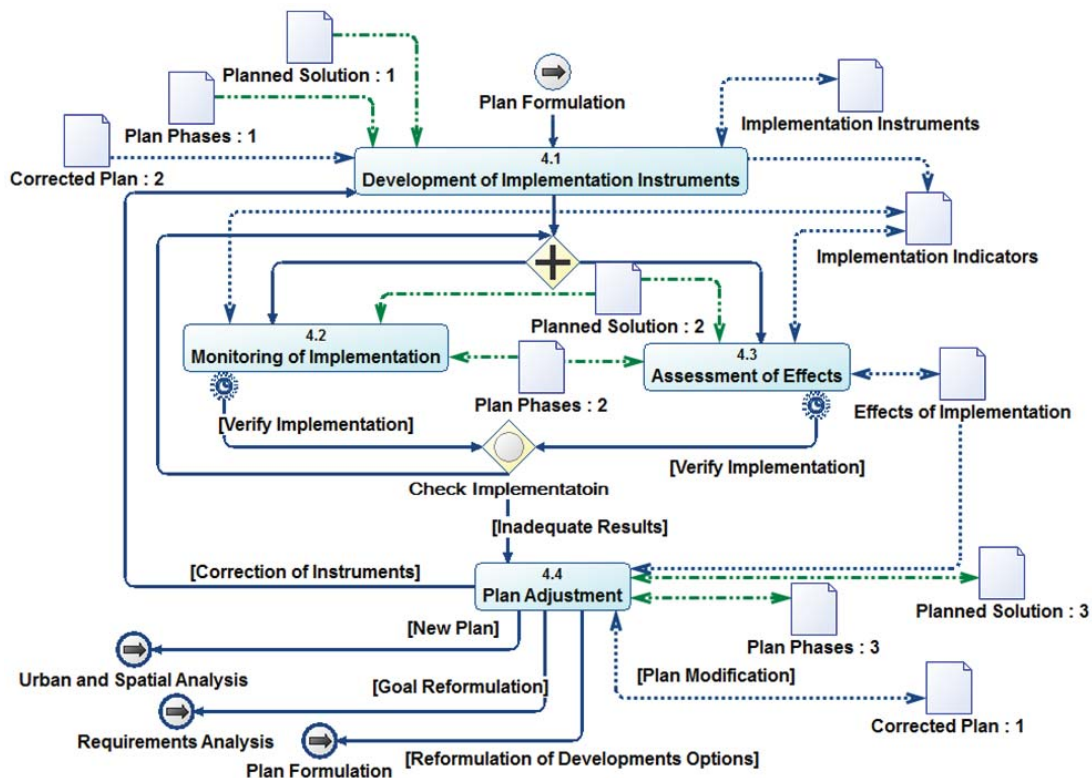 Planned Solution : 1
Plan Formulation
Plan Phases : 1
Implementation Instruments
Corrected Plan : 2
4.1
Development of Implementation Instruments
Implementation Indicators
Planned Solution : 2
4.2
Monitoring of Implementation
4.3
Assessment of Effects
Plan Phases : 2
Effects of Implementation
[Verify Implementation]
[Verify Implementation]
Check Implementatoin
[Inadequate Results]
[Correction of Instruments]
4.4
Plan Adjustment
Planned Solution : 3
[New Plan]
Plan Phases : 3
Urban and Spatial Analysis
[Goal Reformulation]
[Plan Modification]
Corrected Plan : 1
Requirements Analysis
[Reformulation of Developments Options]
Plan Formulation